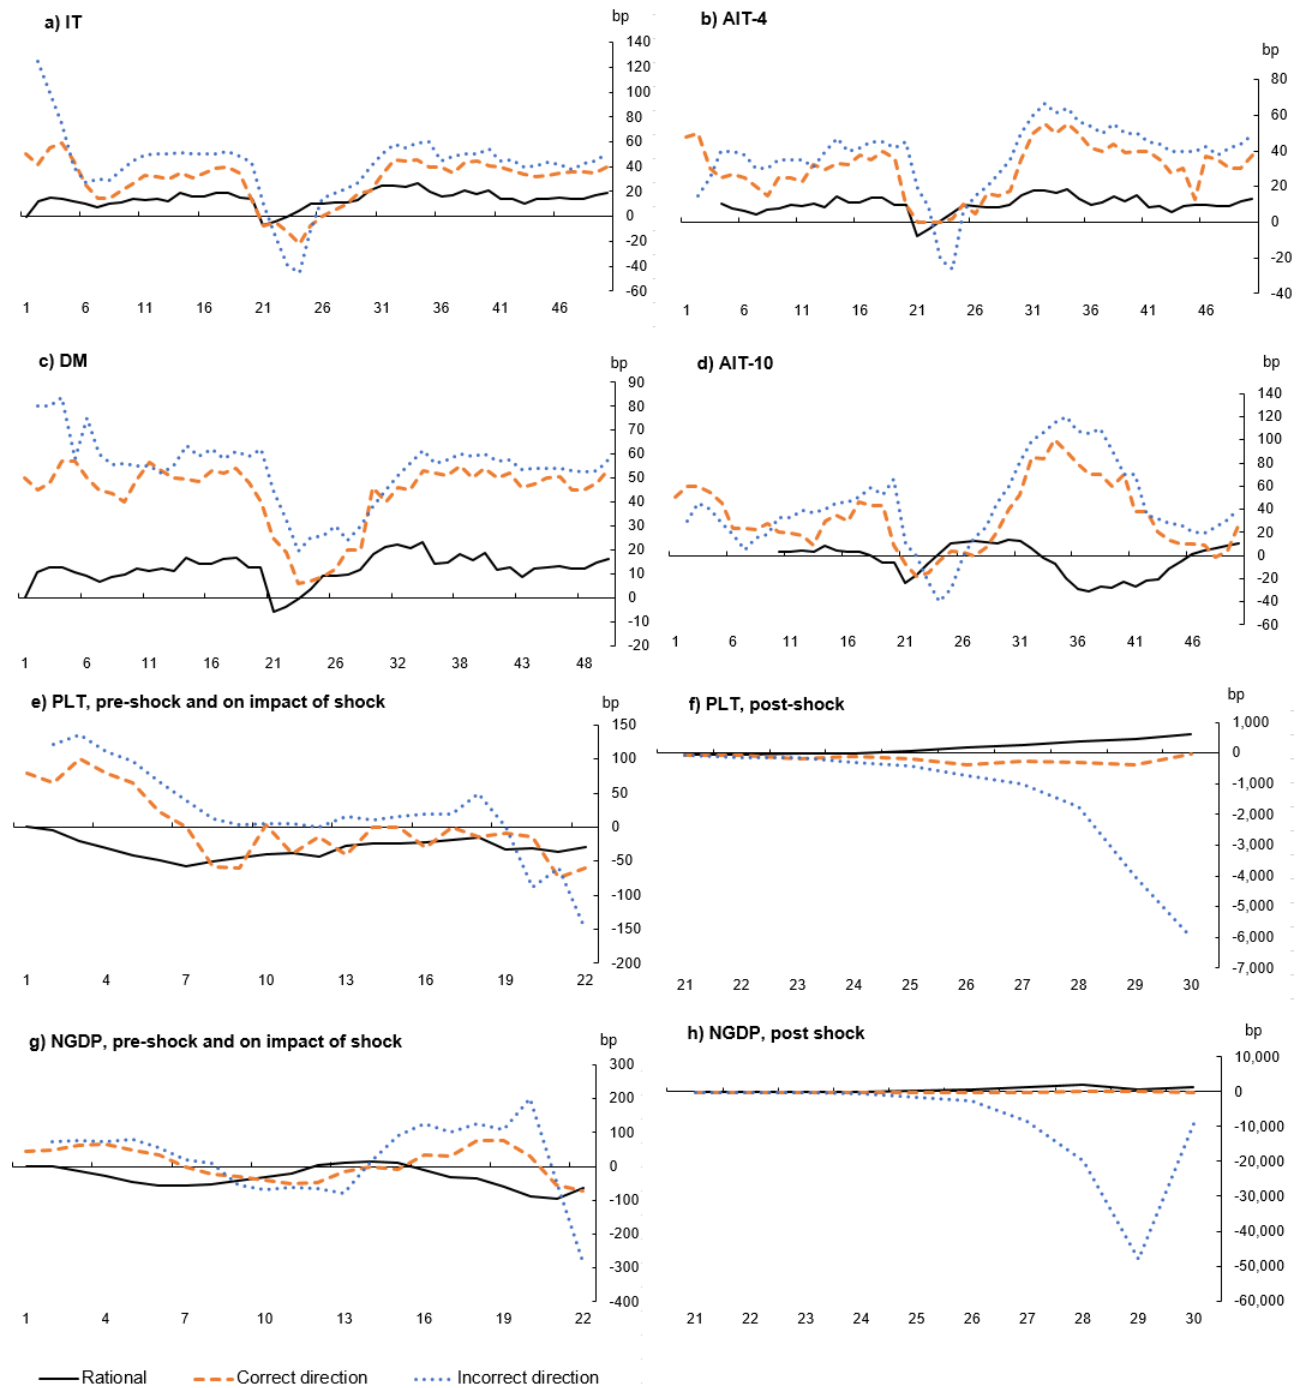 a) IT
bp
140
120
100
80
60
40
20
0
-20
-40
-60
1 6 11 16 21 26 31 36 41 46
b) AIT-4
bp
80
60
40
20
0
-20
-40
1 6 11 16 21 26 31 36 41 46
c) DM
bp
90
80
70
60
50
40
30
20
10
0
-10
-20
1 6 11 16 21 26 32 38 43 48
d) AIT-10
bp
140
120
100
80
60
40
20
0
-20
-40
-60
1 6 11 16 21 26 31 36 41 46
e) PLT, pre-shock and on impact of shock
bp
150
100
50
0
-50
-100
-150
-200
1 4 7 10 13 16 19 22
f) PLT, post-shock
bp
1,000
0
-1,000
-2,000
-3,000
-4,000
-5,000
-6,000
-7,000
21 22 23 24 25 26 27 28 29 30
g) NGDP, pre-shock and on impact of shock
bp
300
200
100
0
-100
-200
-300
-400
1 4 7 10 13 16 19 22
h) NGDP, post shock
bp
10,000
0
-10,000
-20,000
-30,000
-40,000
-50,000
-60,000
21 22 23 24 25 26 27 28 29 30
Rational Correct direction Incorrect direction